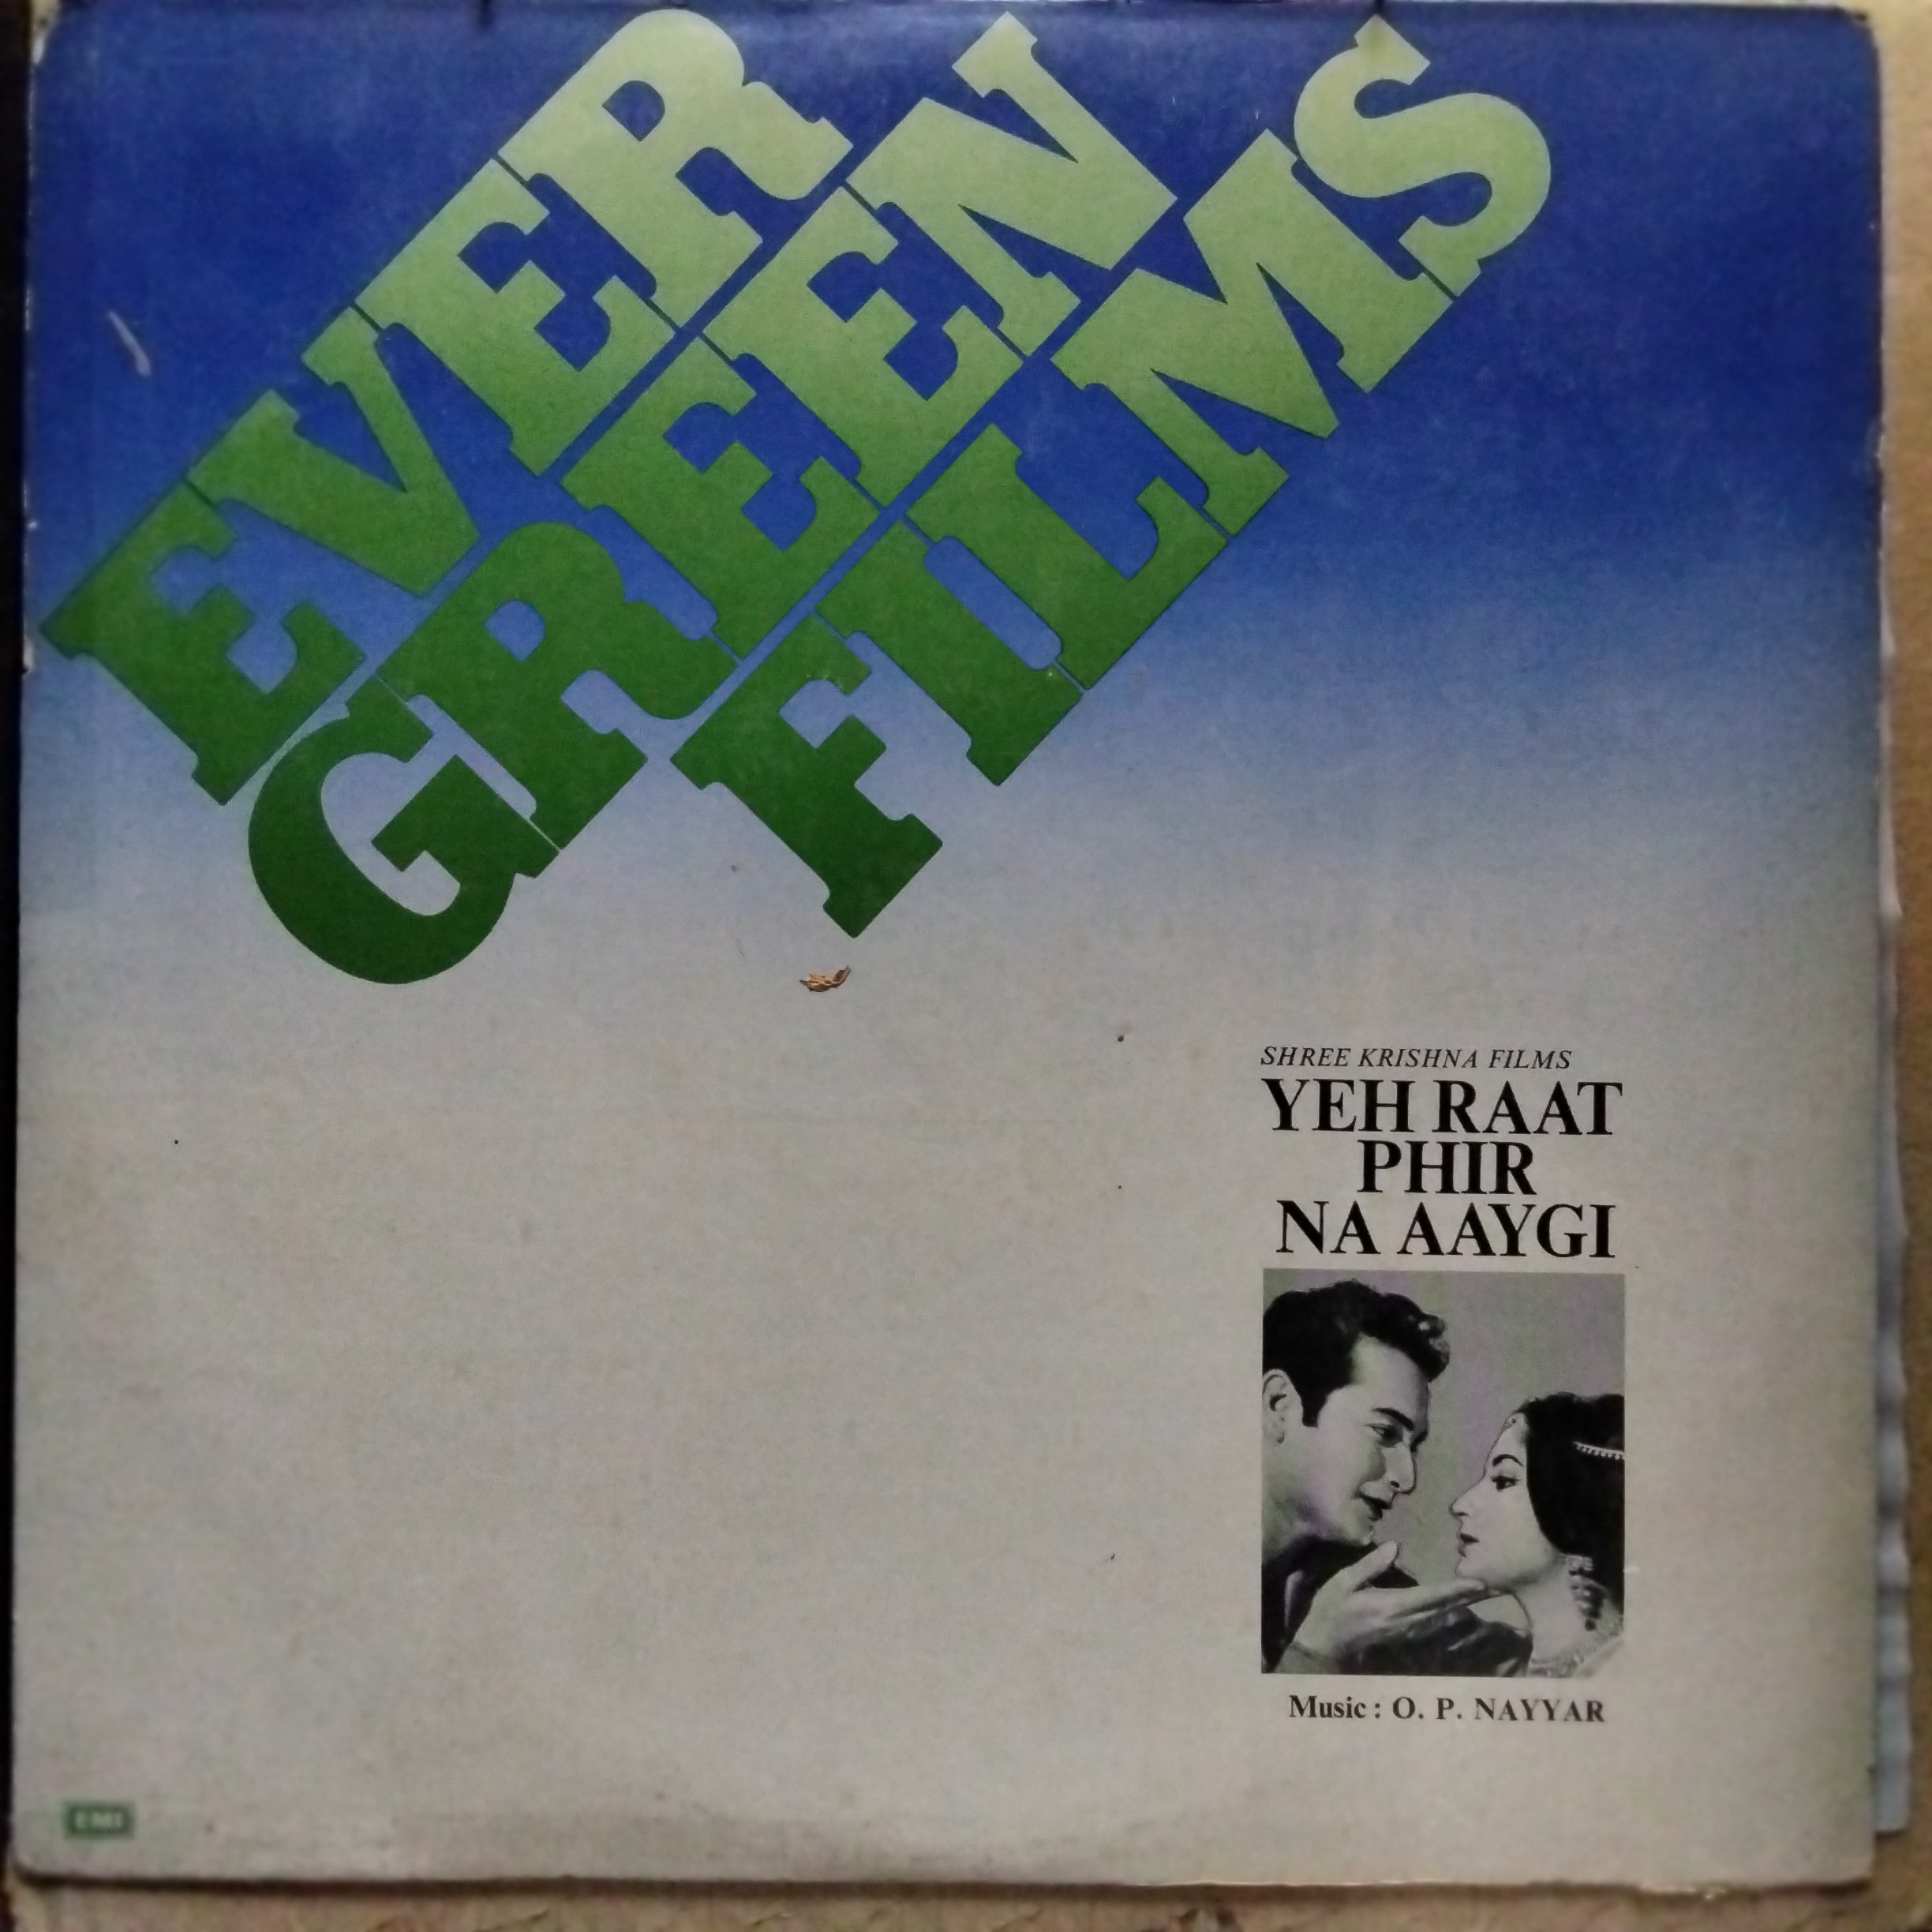 EVER
GREEN
FILMS
SHREE KRISHNA FILMS
YEH RAAT
PHIR
NA AAYGI
Music : O. P. NAYYAR
EMI